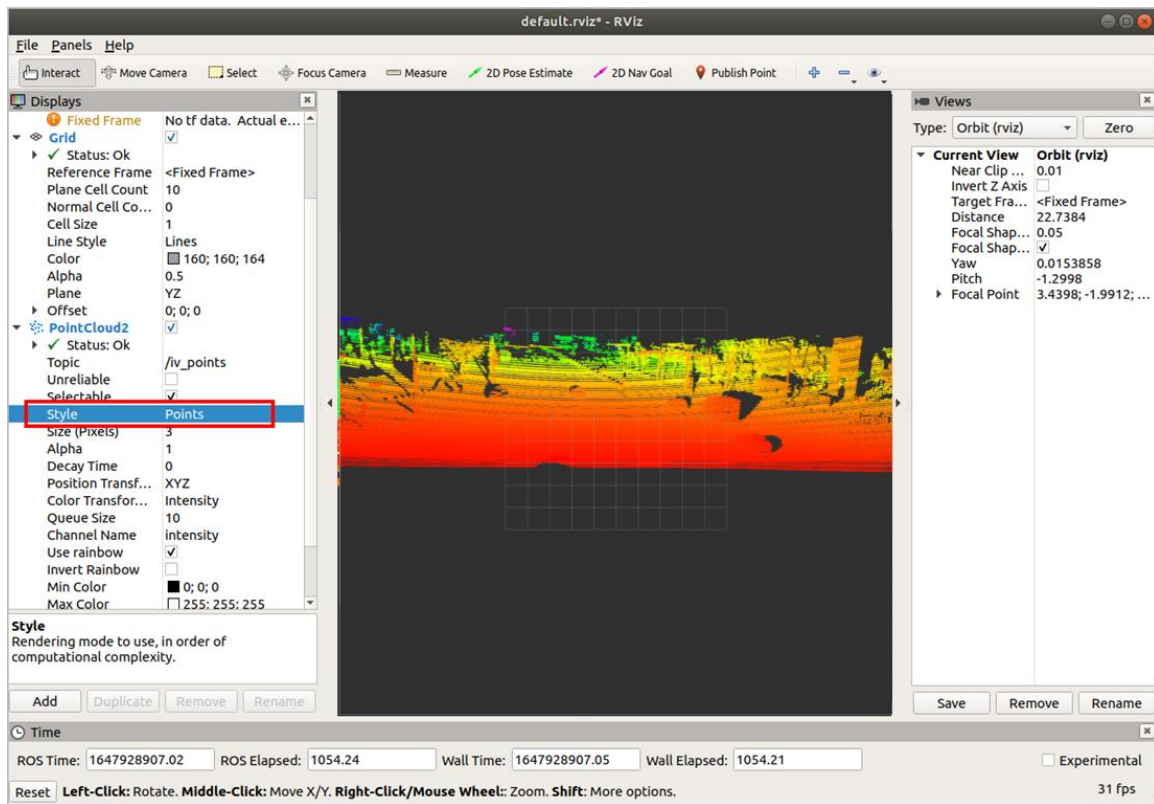 default.rviz* - RViz
File Panels Help
Interact Move Camera Select Focus Camera Measure 2D Pose Estimate 2D Nav Goal Publish Point
Displays
Fixed Frame No tf data. Actual e...
Grid
Status: Ok
Reference Frame <Fixed Frame>
Plane Cell Count 10
Normal Cell Co... 0
Cell Size 1
Line Style Lines
Color 160; 160; 164
Alpha 0.5
Plane YZ
Offset 0; 0; 0
PointCloud2
Status: Ok
Topic /iv_points
Unreliable
Selectable
Style Points
Size (Pixels) 3
Alpha 1
Decay Time 0
Position Transf... XYZ
Color Transfor... Intensity
Queue Size 10
Channel Name intensity
Use rainbow
Invert Rainbow
Min Color 0; 0; 0
Max Color 255; 255; 255
Style
Rendering mode to use, in order of
computational complexity.
Add Duplicate Remove Rename
Views
Type: Orbit (rviz) Zero
Current View Orbit (rviz)
Near Clip ... 0.01
Invert Z Axis
Target Fra... <Fixed Frame>
Distance 22.7384
Focal Shap... 0.05
Focal Shap...
Yaw 0.0153858
Pitch -1.2998
Focal Point 3.4398; -1.9912; ...
Save Remove Rename
Time
ROS Time: 1647928907.02 ROS Elapsed: 1054.24 Wall Time: 1647928907.05 Wall Elapsed: 1054.21 Experimental
Reset Left-Click: Rotate. Middle-Click: Move X/Y. Right-Click/Mouse Wheel:: Zoom. Shift: More options. 31 fps